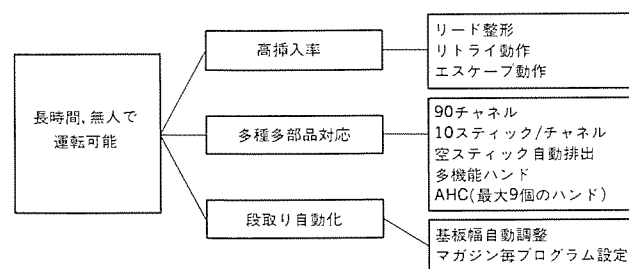 長時間、無人で
運転可能
高挿入率
リード整形
リトライ動作
エスケープ動作
多種多部品対応
90チャネル
10スティック/チャネル
空スティック自動排出
多機能ハンド
AHC(最大9個のハンド)
段取り自動化
基板幅自動調整
マガジン毎プログラム設定